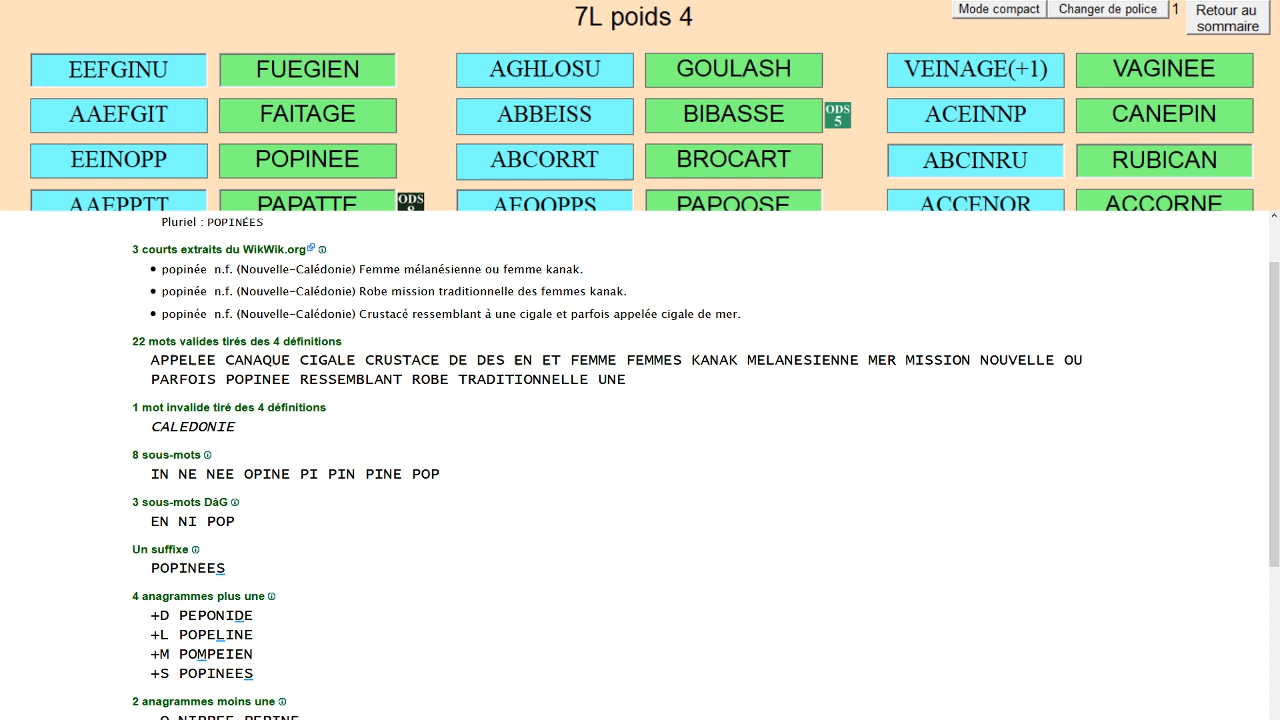 7L poids 4
Mode compact Changer de police 1 Retour au
sommaire
EEFGINU FUEGIEN AGHLOSU GOULASH VEINAGE(+1) VAGINEE
AAEFGIT FAITAGE ABBEISS BIBASSE ODS 5 ACEINNP CANEPIN
EEINOPP POPINEE ABCORRT BROCART ABCINRU RUBICAN
AAEPPTT PAPATTE ODS 8 AEOOPPS PAPOOSE ACCENOR ACCORNE
Pluriel : POPINÉES
3 courts extraits du WikWik.org
• popinée n.f. (Nouvelle-Calédonie) Femme mélanésienne ou femme kanak.
• popinée n.f. (Nouvelle-Calédonie) Robe mission traditionnelle des femmes kanak.
• popinée n.f. (Nouvelle-Calédonie) Crustacé ressemblant à une cigale et parfois appelée cigale de mer.
22 mots valides tirés des 4 définitions
APPELEE CANAQUE CIGALE CRUSTACE DE DES EN ET FEMME FEMMES KANAK MELANESIENNE MER MISSION NOUVELLE OU
PARFOIS POPINEE RESSEMBLANT ROBE TRADITIONNELLE UNE
1 mot invalide tiré des 4 définitions
CALEDONIE
8 sous-mots
IN NE NEE OPINE PI PIN PINE POP
3 sous-mots DàG
EN NI POP
Un suffixe
POPINEES
4 anagrammes plus une
+D PEPONIDE
+L POPELINE
+M POMPEIEN
+S POPINEES
2 anagrammes moins une
-O NIPPEE PEPINE